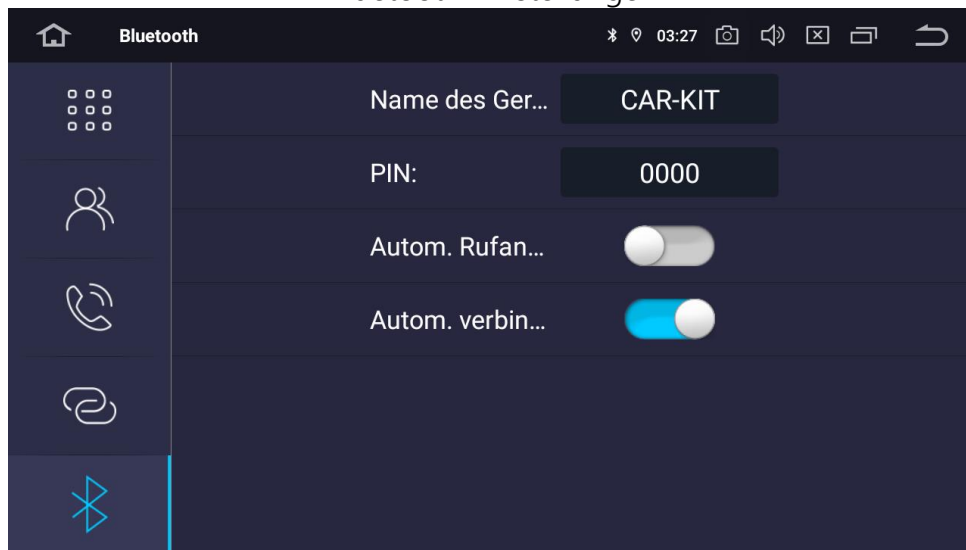 Bluetooth 03:27
Name des Ger... CAR-KIT
PIN: 0000
Autom. Rufan...
Autom. verbin...